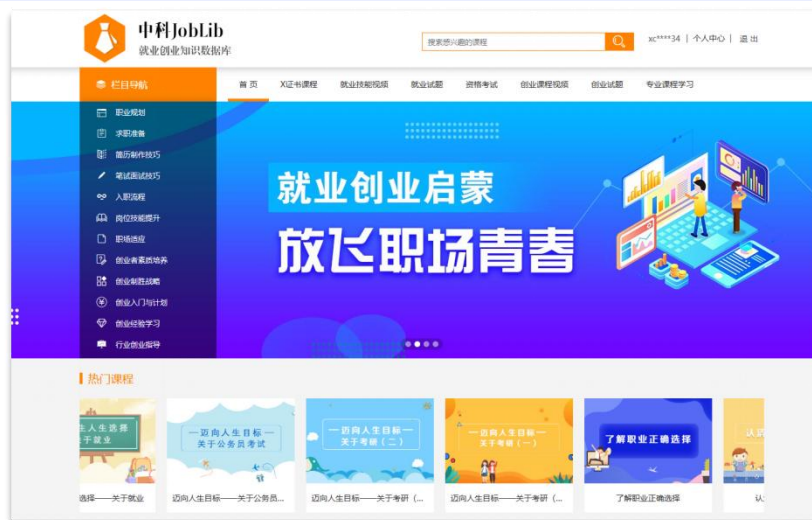 中科JobLib
就业创业知识数据库
搜索感兴趣的课程
xc****34 | 个人中心 | 退 出
栏目导航
首 页 X证书课程 就业技能视频 就业试题 资格考试 创业课程视频 创业试题 专业课程学习
职业规划
求职准备
简历制作技巧
笔试面试技巧
入职流程
岗位技能提升
职场适应
创业者素质培养
创业制胜战略
创业入门与计划
创业经验学习
行业创业指导
就业创业启蒙
放飞职场青春
热门课程
生人生选择
于就业
一迈向人生目标一
关于公务员考试
一迈向人生目标一
关于考研（二）
一迈向人生目标一
关于考研（一）
了解职业正确选择
选择——关于就业
迈向人生目标——关于公务员...
迈向人生目标——关于考研（...
迈向人生目标——关于考研（...
了解职业正确选择